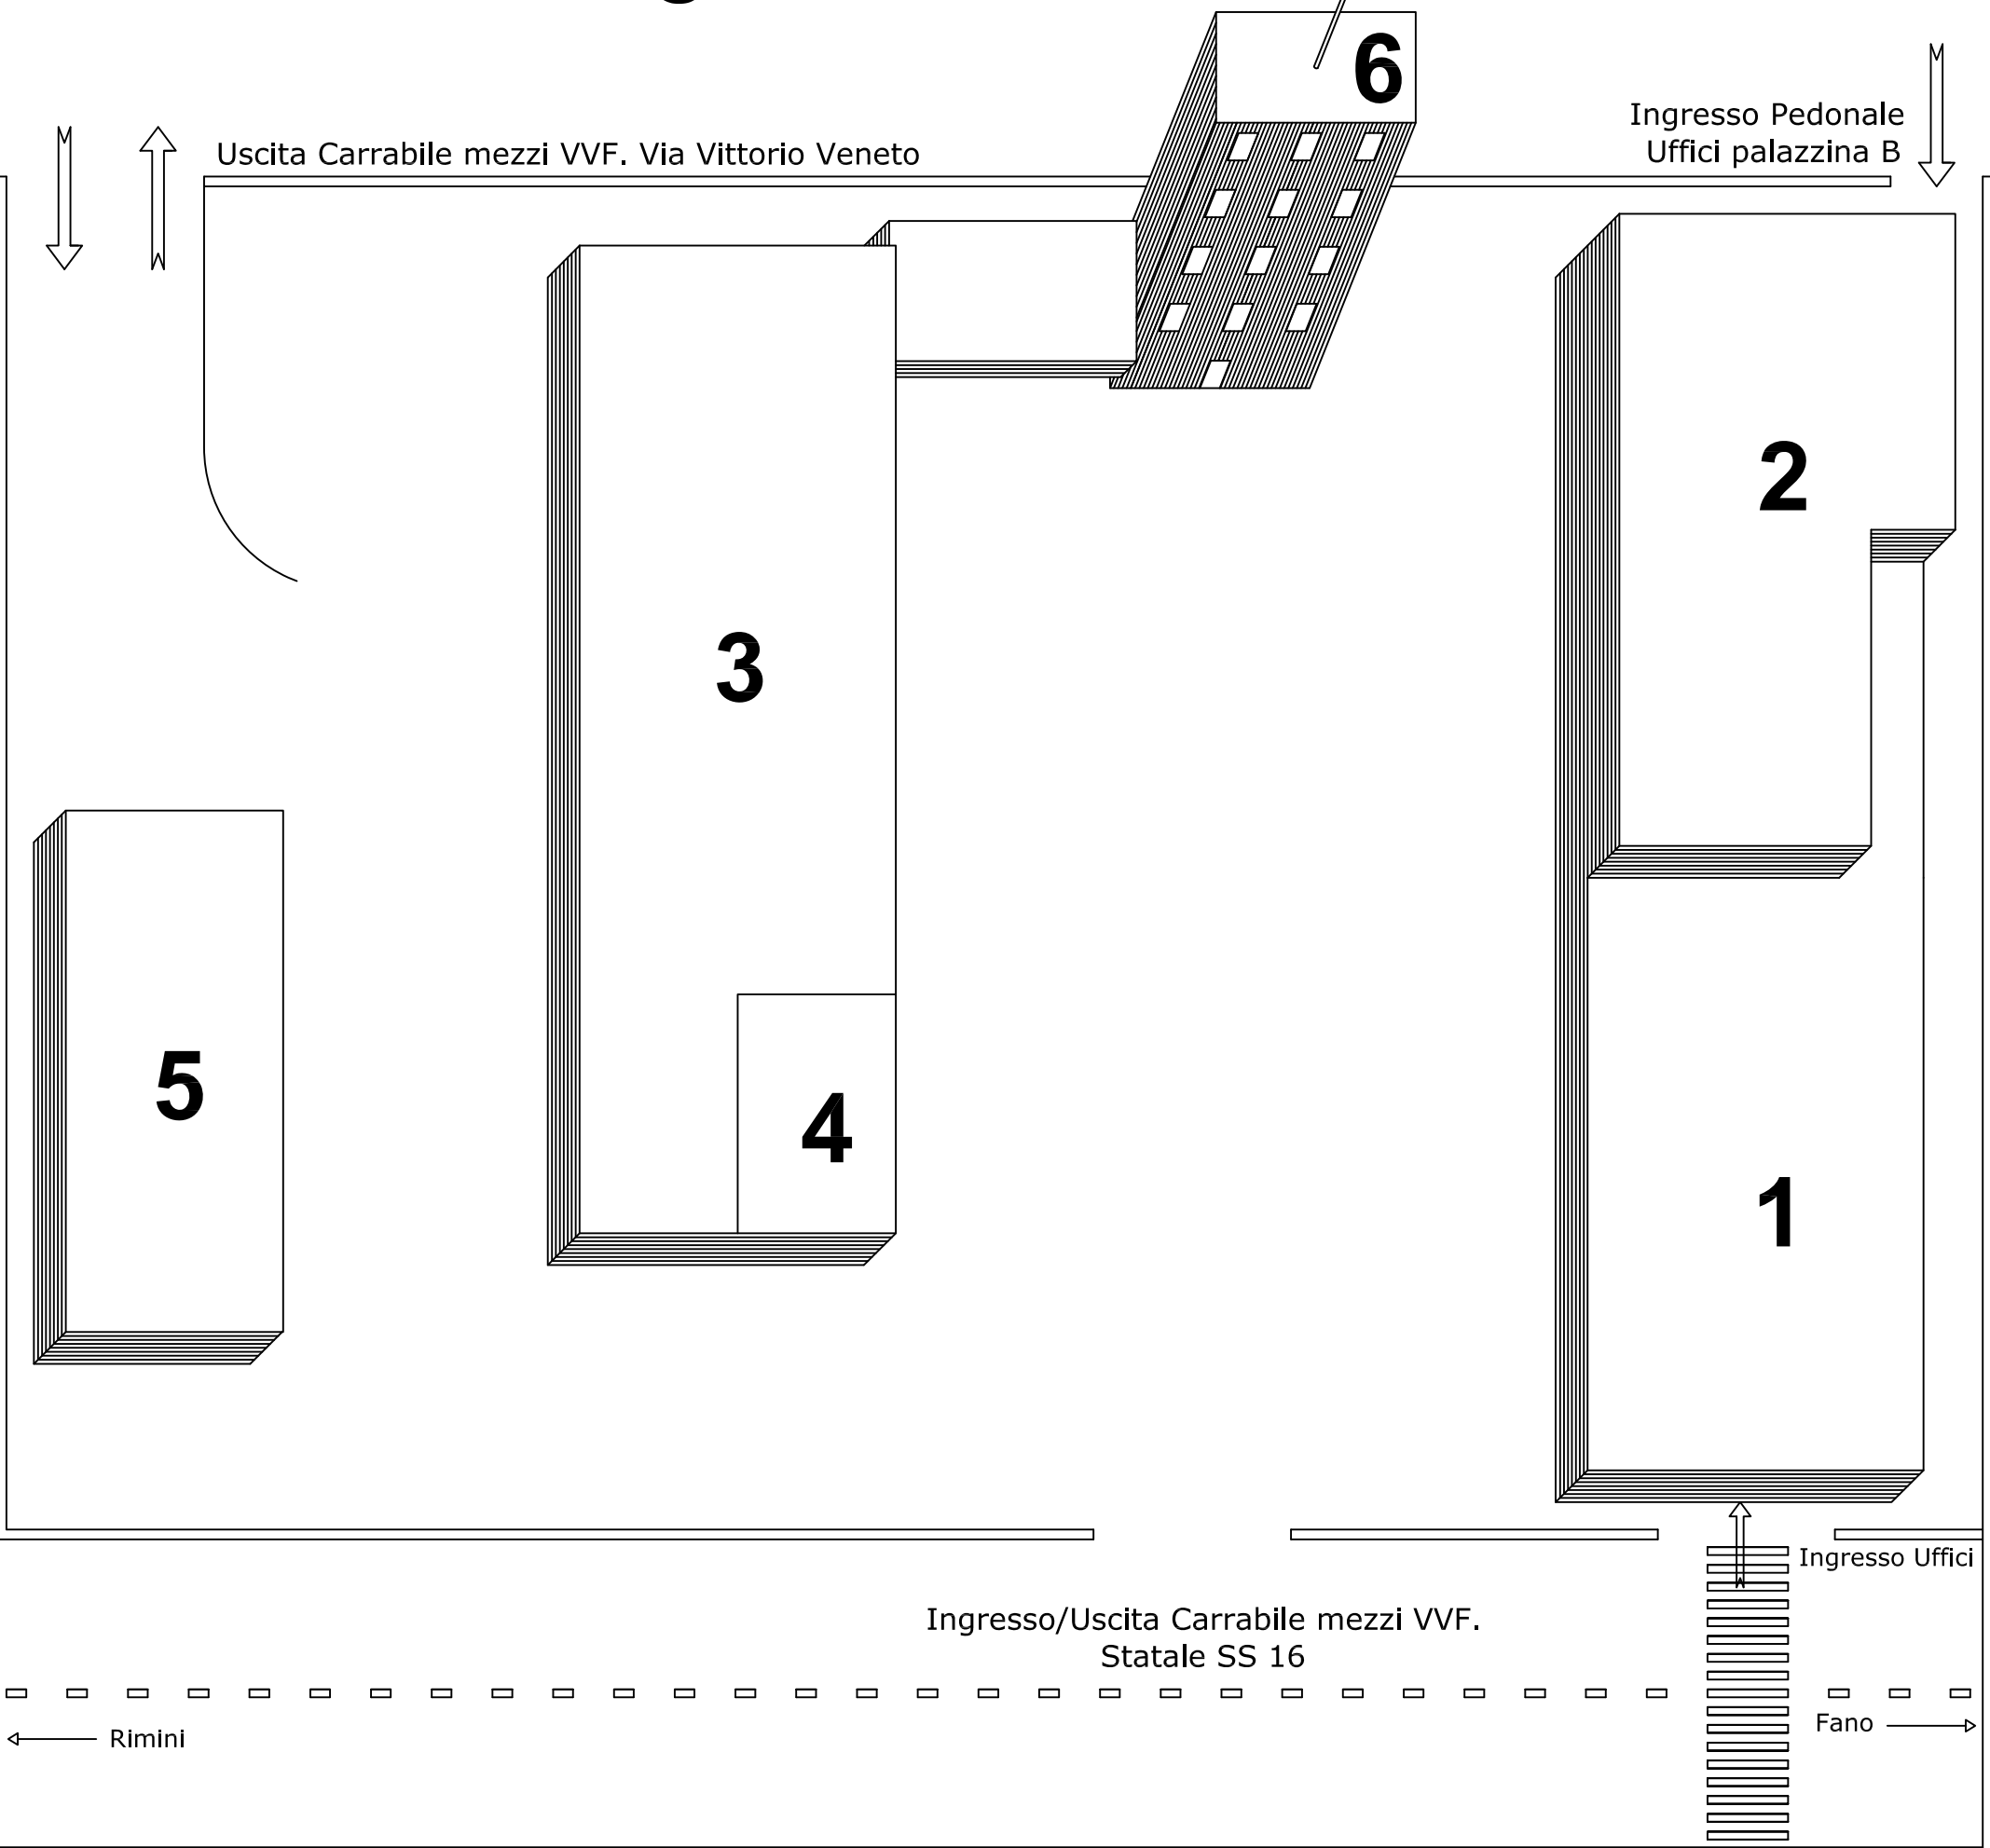 6
Ingresso Pedonale
Uffici palazzina B
Uscita Carrabile mezzi VVF. Via Vittorio Veneto
2
3
5
4
1
Ingresso Uffici
Ingresso/Uscita Carrabile mezzi VVF.
Statale SS 16
Rimini
Fano